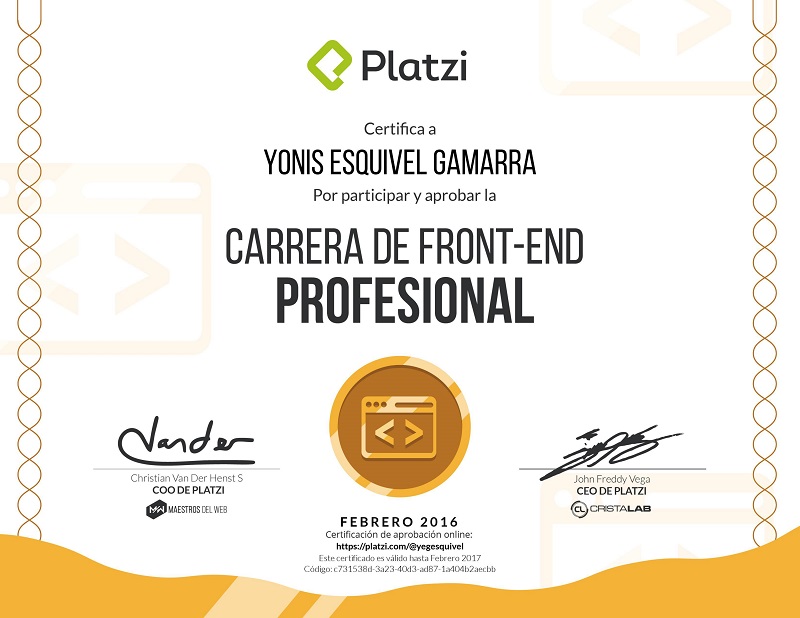 Platzi
Certifica a
YONIS ESQUIVEL GAMARRA
Por participar y aprobar la
CARRERA DE FRONT-END
PROFESIONAL
Vander
Christian Van Der Henst S
COO DE PLATZI
MAESTROS DEL WEB
John Freddy Vega
CEO DE PLATZI
CL CRISTALAB
FEBRERO 2016
Certificación de aprobación online:
https://platzi.com/@yegesquivel
Este certificado es válido hasta Febrero 2017
Código: c731538d-3a23-40d3-ad87-1a404b2aecbb